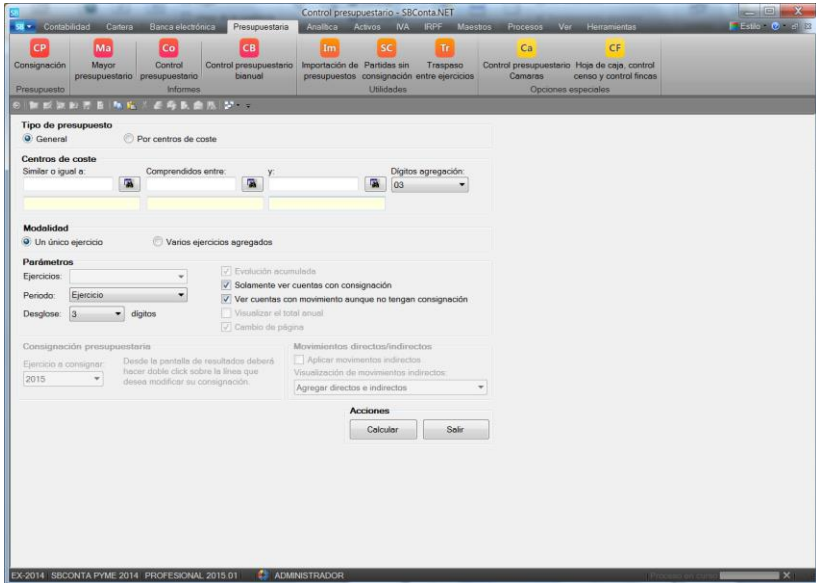 Control presupuestario - SBConta.NET
SB Contabilidad Cartera Banca electrónica Presupuestaria Analítica Activos IVA IRPF Maestros Procesos Ver Herramientas Estilo
CP Ma Co CB Im SC Tr Ca CF
Consignación Mayor presupuestario Control presupuestario Control presupuestario bianual Importación de presupuestos Partidas sin consignación Traspaso entre ejercicios Control presupuestario Camaras Hoja de caja, control censo y control fincas
Presupuesto Informes Utilidades Opciones especiales
Tipo de presupuesto
General Por centros de coste
Centros de coste
Similar o igual a: Comprendidos entre: y: Dígitos agregación:
03
Modalidad
Un único ejercicio Varios ejercicios agregados
Parámetros
Ejercicios: Evolución acumulada
Solamente ver cuentas con consignación
Periodo: Ejercicio Ver cuentas con movimiento aunque no tengan consignación
Desglose: 3 dígitos Visualizar el total anual
Cambio de página
Consignación presupuestaria Movimientos directos/indirectos
Ejercicio a consignar: Desde la pantalla de resultados deberá Aplicar movimentos indirectos
hacer doble click sobre la línea que Visualización de movimientos indirectos:
2015 desea modificar su consignación. Agregar directos e indirectos
Acciones
Calcular Salir
EX-2014 SBCONTA PYME 2014 PROFESIONAL 2015.01 ADMINISTRADOR Proceso en curso